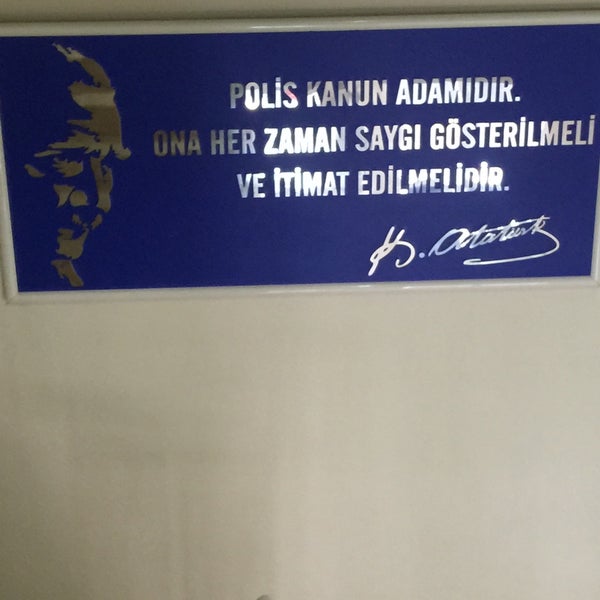 POLİS KANUN ADAMIDIR.
ONA HER ZAMAN SAYGI GÖSTERİLMELİ
VE İTİMAT EDİLMELİDİR.
K. Atatürk